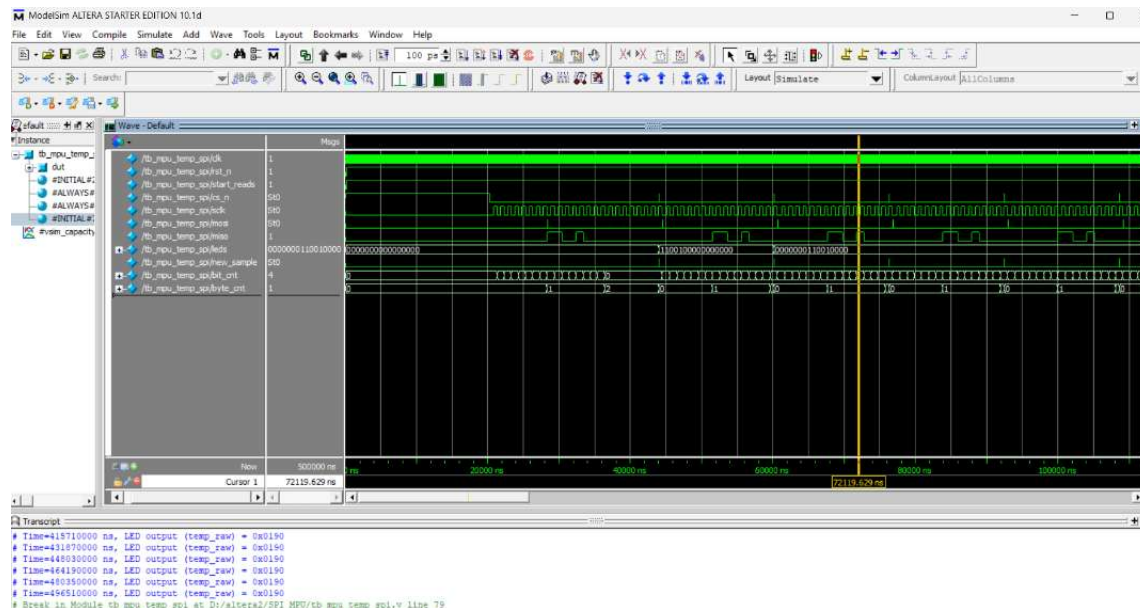 ModelSim ALTERA STARTER EDITION 10.1d
File Edit View Compile Simulate Add Wave Tools Layout Bookmarks Window Help
100 ps
Search:
Layout Simulate
ColumnLayout AllColumns
Wave - Default
Instance
Msgs
tb_mpu_temp_
dut
#ALWAYS#
#ALWAYS#
#vsim_capacity
/tb_mpu_temp_spi/clk 1
/tb_mpu_temp_spi/rst_n 1
/tb_mpu_temp_spi/start_reads 1
/tb_mpu_temp_spi/cs_n St0
/tb_mpu_temp_spi/sclk St0
/tb_mpu_temp_spi/mosi St0
/tb_mpu_temp_spi/miso 1
/tb_mpu_temp_spi/leds 0000000110010000 0000000000000000 1100100000000000 0000000110010000
/tb_mpu_temp_spi/new_sample St0
/tb_mpu_temp_spi/bit_cnt 4
/tb_mpu_temp_spi/byte_cnt 1
Now 500000 ns
20000 ns 40000 ns 60000 ns 80000 ns 100000 ns
Cursor 1 72119.629 ns
72119.629 ns
Transcript
# Time=415710000 ns, LED output (temp_raw) = 0x0190
# Time=431870000 ns, LED output (temp_raw) = 0x0190
# Time=448030000 ns, LED output (temp_raw) = 0x0190
# Time=464190000 ns, LED output (temp_raw) = 0x0190
# Time=480350000 ns, LED output (temp_raw) = 0x0190
# Time=496510000 ns, LED output (temp_raw) = 0x0190
# Break in Module tb_mpu_temp_spi at D:/altera2/SPI MPU/tb_mpu_temp_spi.v line 79